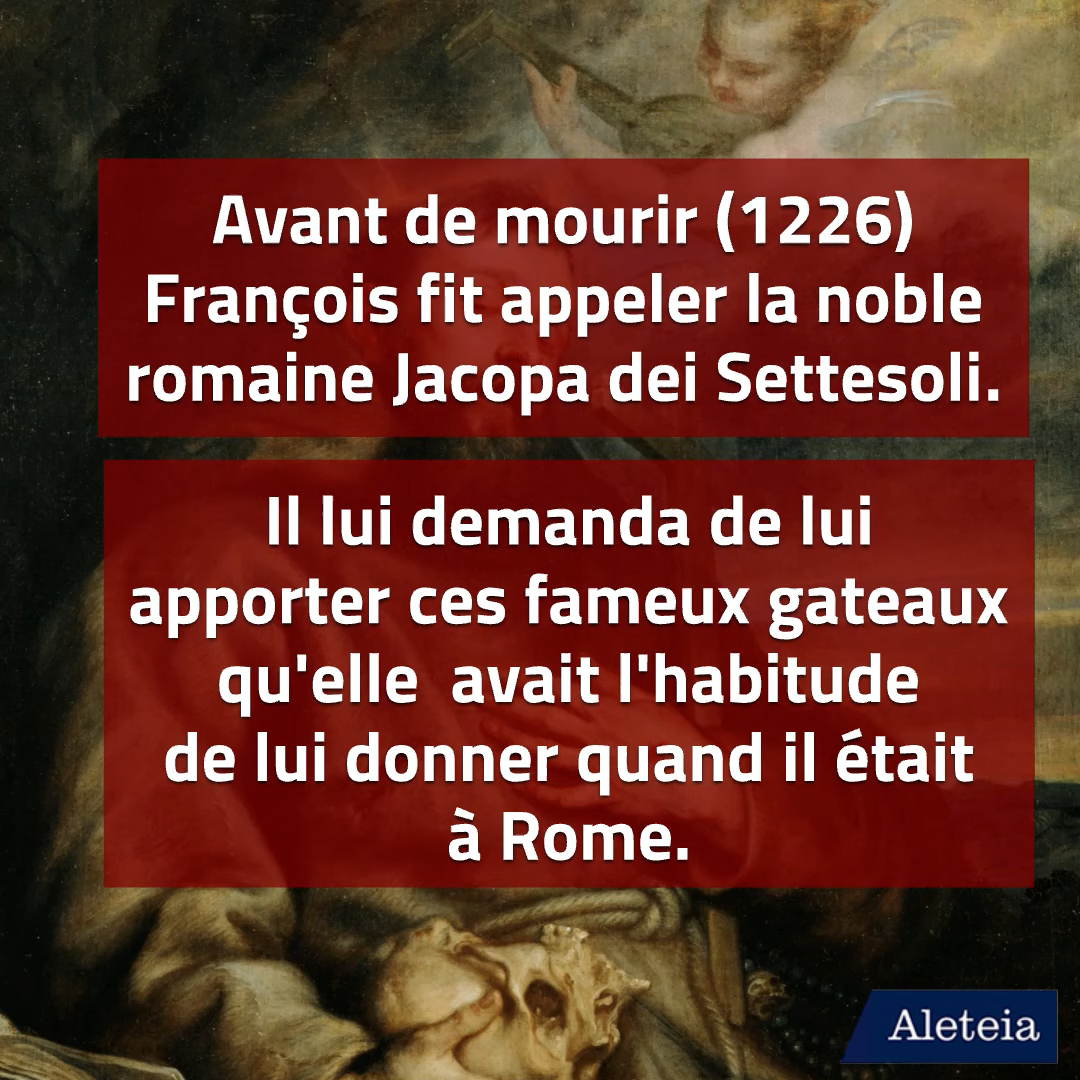 Avant de mourir (1226)
François fit appeler la noble
romaine Jacopa dei Settesoli.
Il lui demanda de lui
apporter ces fameux gateaux
qu'elle  avait l'habitude
de lui donner quand il était
à Rome.
Aleteia